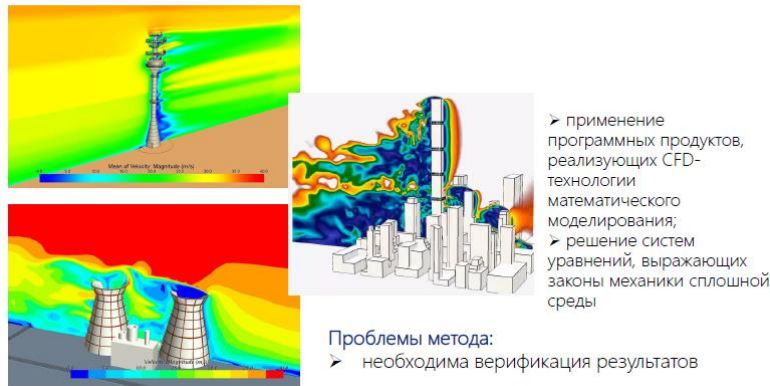 Mean of Velocity: Magnitude (m/s)
➤ применение
программных продуктов,
реализующих CFD-
технологии
математического
моделирования;
➤ решение систем
уравнений, выражающих
законы механики сплошной
среды
Проблемы метода:
➤ необходима верификация результатов